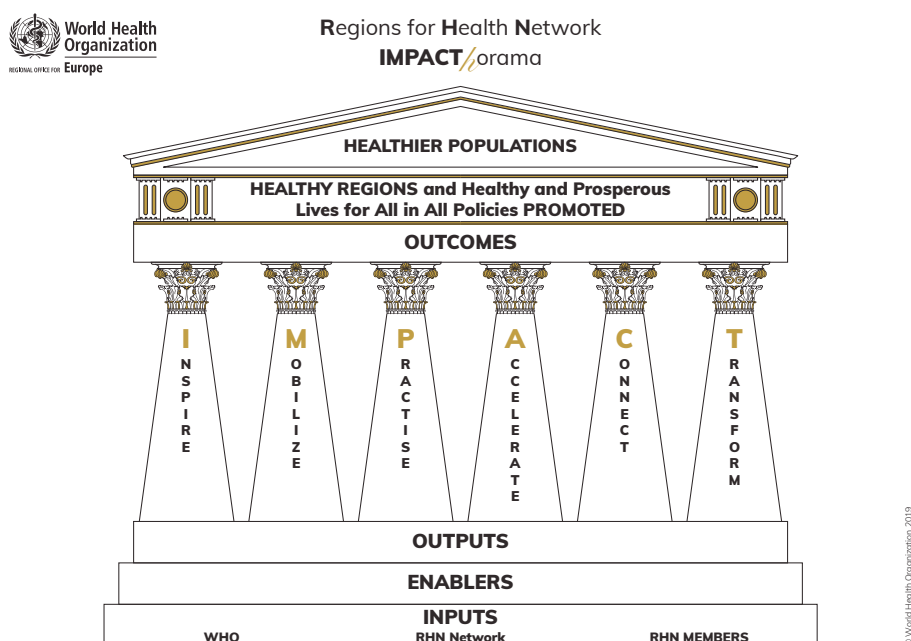 World Health
Organization
REGIONAL OFFICE FOR Europe
Regions for Health Network
IMPACThorama
HEALTHIER POPULATIONS
HEALTHY REGIONS and Healthy and Prosperous
Lives for All in All Policies PROMOTED
OUTCOMES
INSPIRE
MOBILIZE
PRACTISE
ACCELERATE
CONNECT
TRANSFORM
OUTPUTS
ENABLERS
INPUTS
WHO RHN Network RHN MEMBERS
© World Health Organization 2019